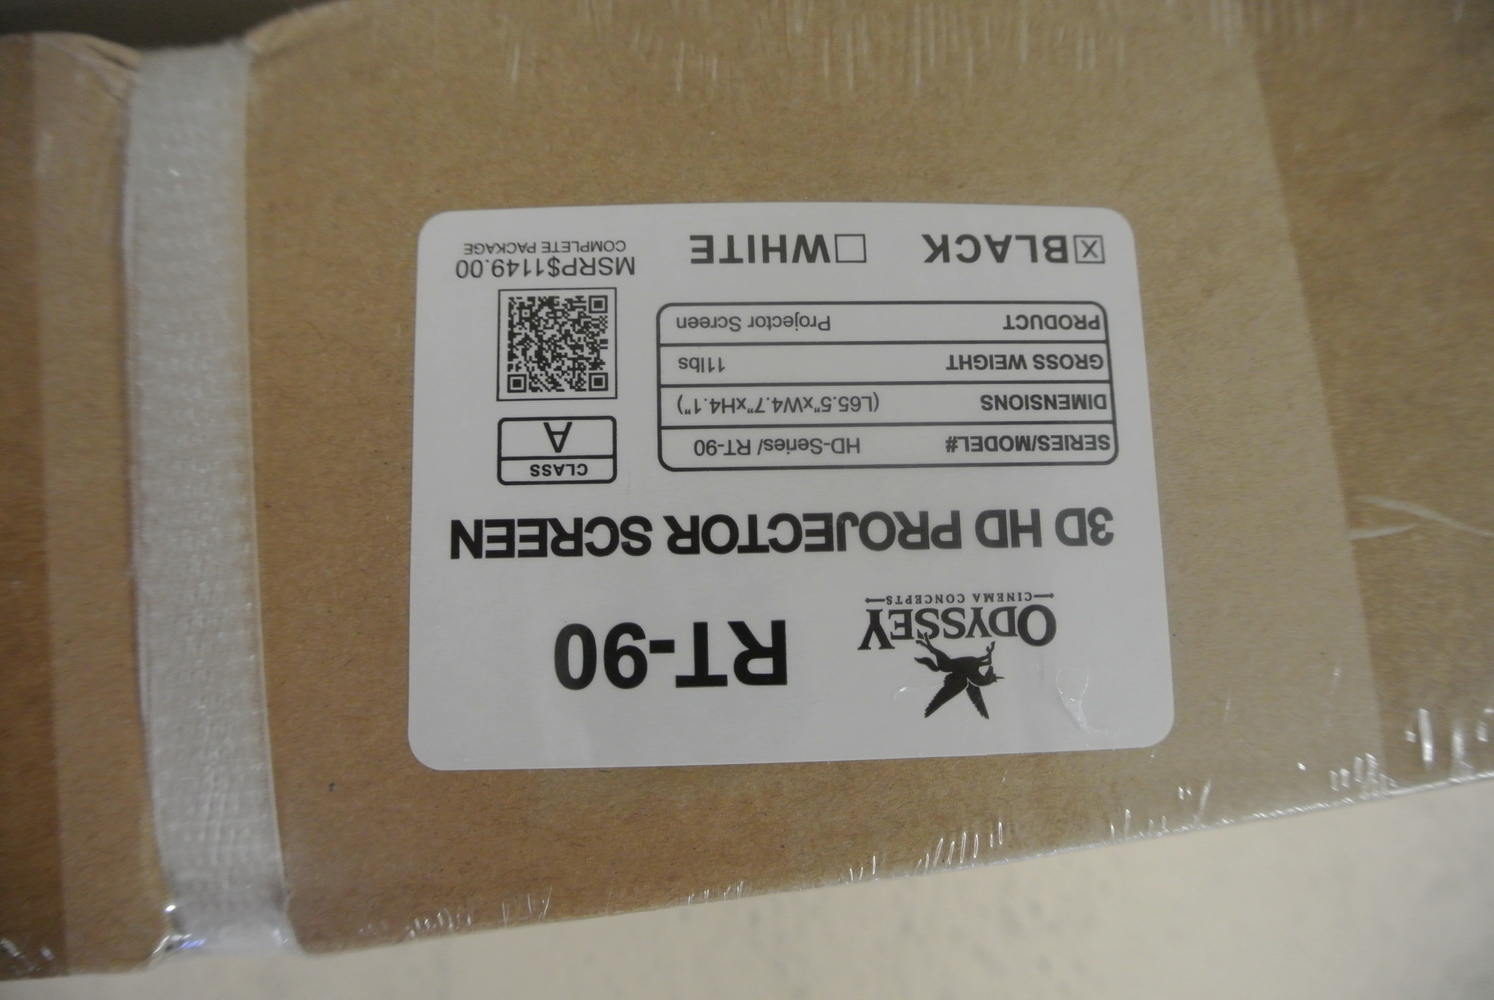 ODYSSEY
CINEMA CONCEPTS
RT-90
3D HD PROJECTOR SCREEN
SERIES/MODEL# HD-Series/ RT-90
DIMENSIONS (L65.5"xW4.7"xH4.1")
GROSS WEIGHT 11lbs
PRODUCT Projector Screen
CLASS
A
MSRP$1149.00
COMPLETE PACKAGE
☒BLACK ☐WHITE